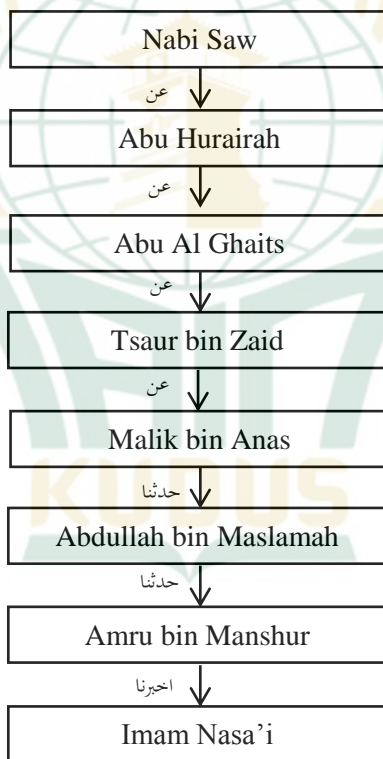 Nabi Saw
عن
Abu Hurairah
عن
Abu Al Ghaits
عن
Tsaur bin Zaid
عن
Malik bin Anas
حدثنا
Abdullah bin Maslamah
حدثنا
Amru bin Manshur
اخبرنا
Imam Nasa'i
KUDUS